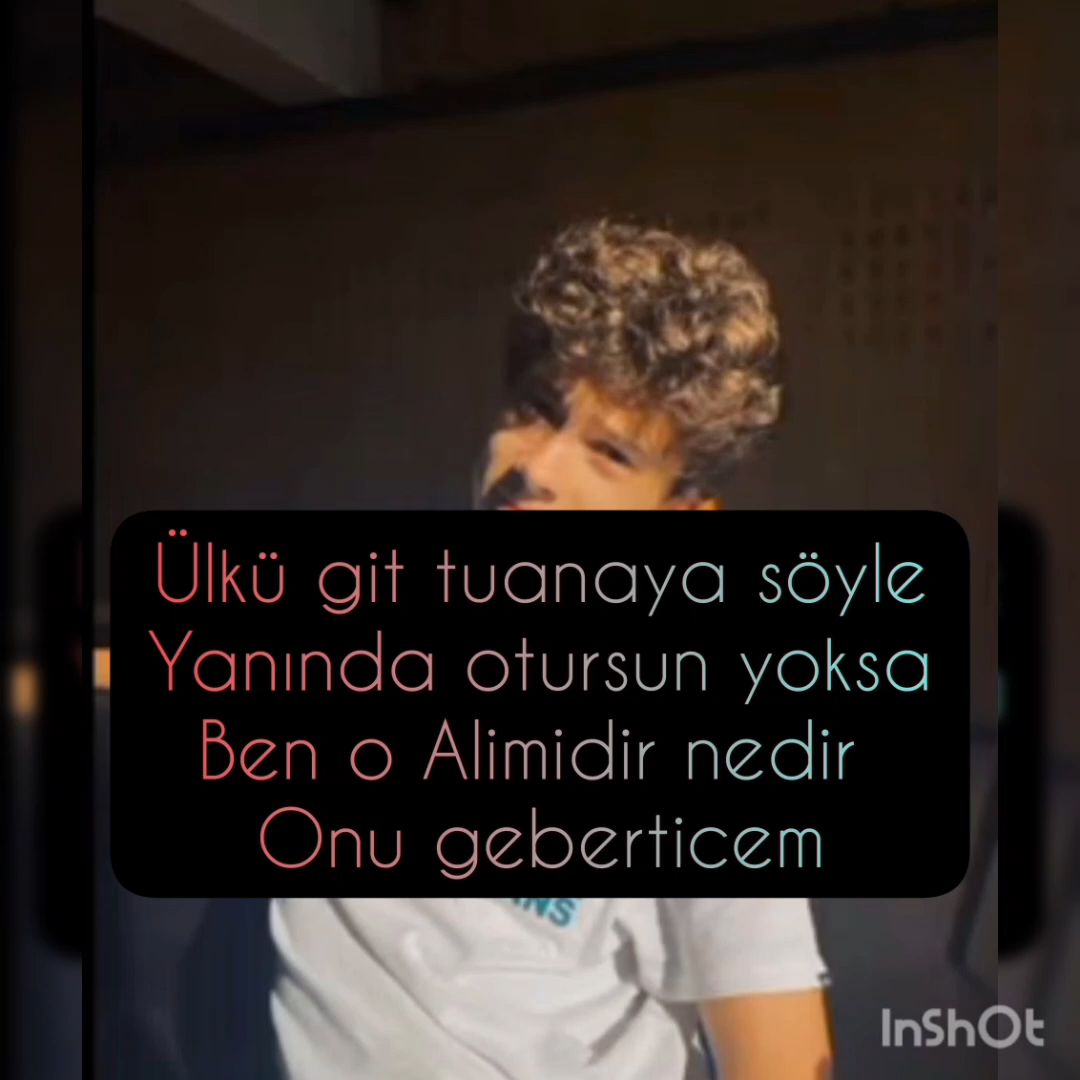 Ülkü git tuanaya söyle
Yanında otursun yoksa
Ben o Alimidir nedir
Onu geberticem
InShOt